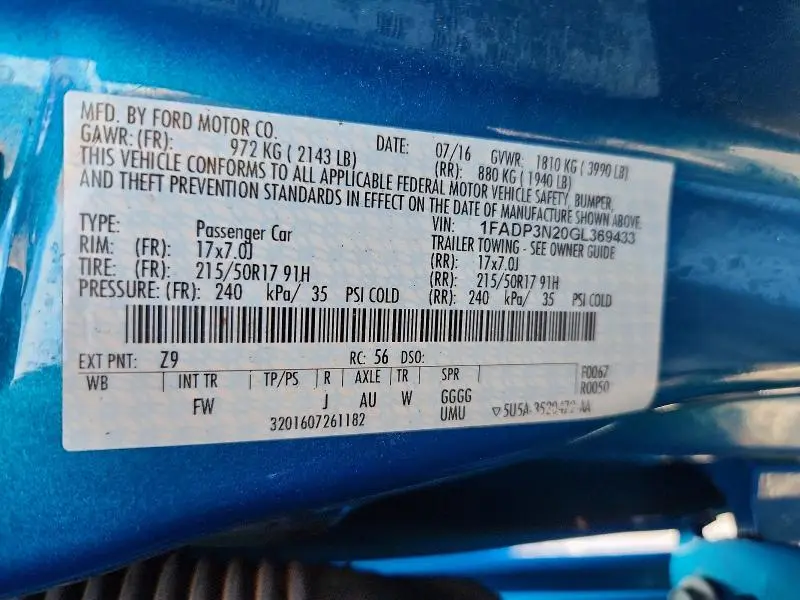 MFD. BY FORD MOTOR CO. DATE: 07/16 GVWR: 1810 KG ( 3990 LB)
GAWR: (FR): 972 KG ( 2143 LB) (RR): 880 KG ( 1940 LB)
THIS VEHICLE CONFORMS TO ALL APPLICABLE FEDERAL MOTOR VEHICLE SAFETY, BUMPER,
AND THEFT PREVENTION STANDARDS IN EFFECT ON THE DATE OF MANUFACTURE SHOWN ABOVE.
VIN: 1FADP3N20GL369433
TYPE: Passenger Car TRAILER TOWING - SEE OWNER GUIDE
RIM: (FR): 17x7.0J (RR): 17x7.0J
TIRE: (FR): 215/50R17 91H (RR): 215/50R17 91H
PRESSURE: (FR): 240 kPa/ 35 PSI COLD (RR): 240 kPa/ 35 PSI COLD
EXT PNT: Z9 RC: 56 DSO:
WB INT TR TP/PS R AXLE TR SPR F0067
R0050
FW J AU W GGGG
UMU
3201607261182